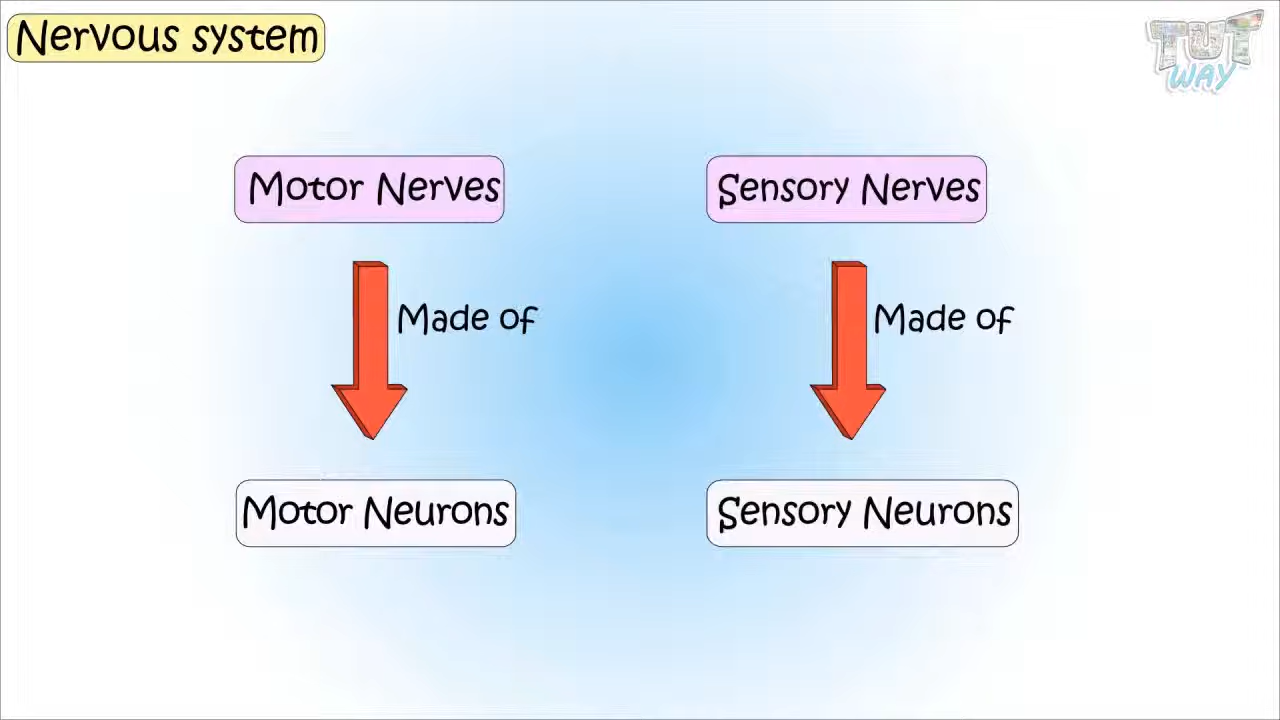 Nervous system
TUT
WAY
Motor Nerves
Sensory Nerves
Made of
Made of
Motor Neurons
Sensory Neurons